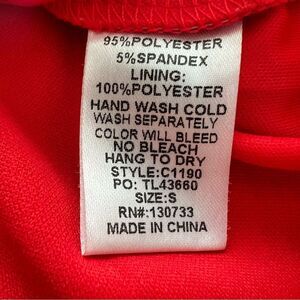 95%POLYESTER
5%SPANDEX
LINING:
100%POLYESTER
HAND WASH COLD
WASH SEPARATELY
COLOR WILL BLEED
NO BLEACH
HANG TO DRY
STYLE:C1190
PO: TL43660
SIZE:S
RN#:130733
MADE IN CHINA